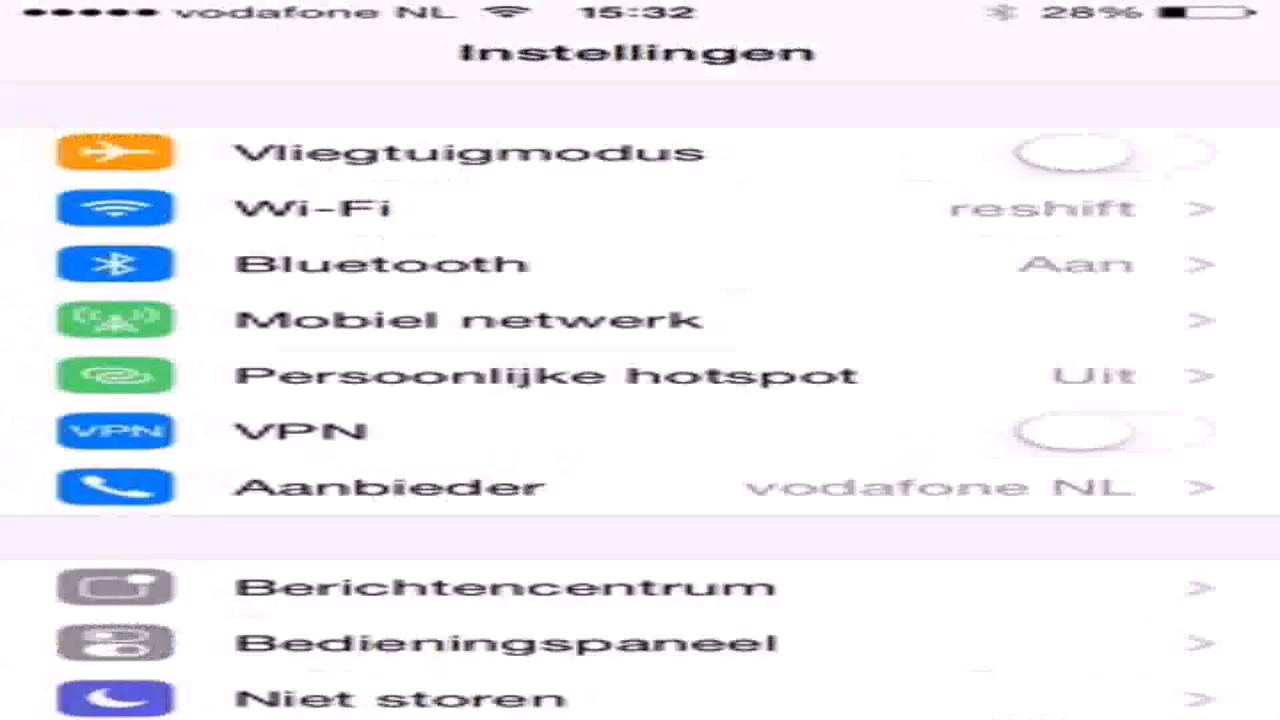 vodafone NL 15:32 28%
Instellingen
Vliegtuigmodus
Wi-Fi reshift >
Bluetooth Aan >
Mobiel netwerk >
Persoonlijke hotspot Uit >
VPN VPN
Aanbieder vodafone NL >
Berichtencentrum >
Bedieningspaneel >
Niet storen >